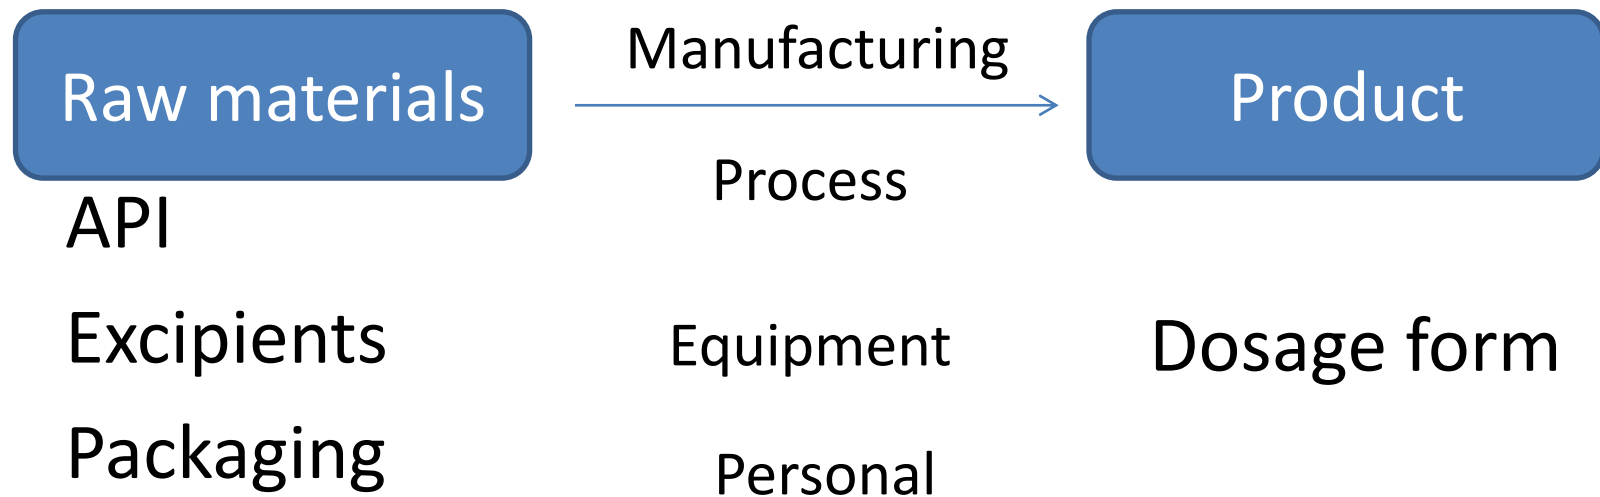 Raw materials
Manufacturing
Process
Product
API
Excipients
Packaging
Equipment
Personal
Dosage form